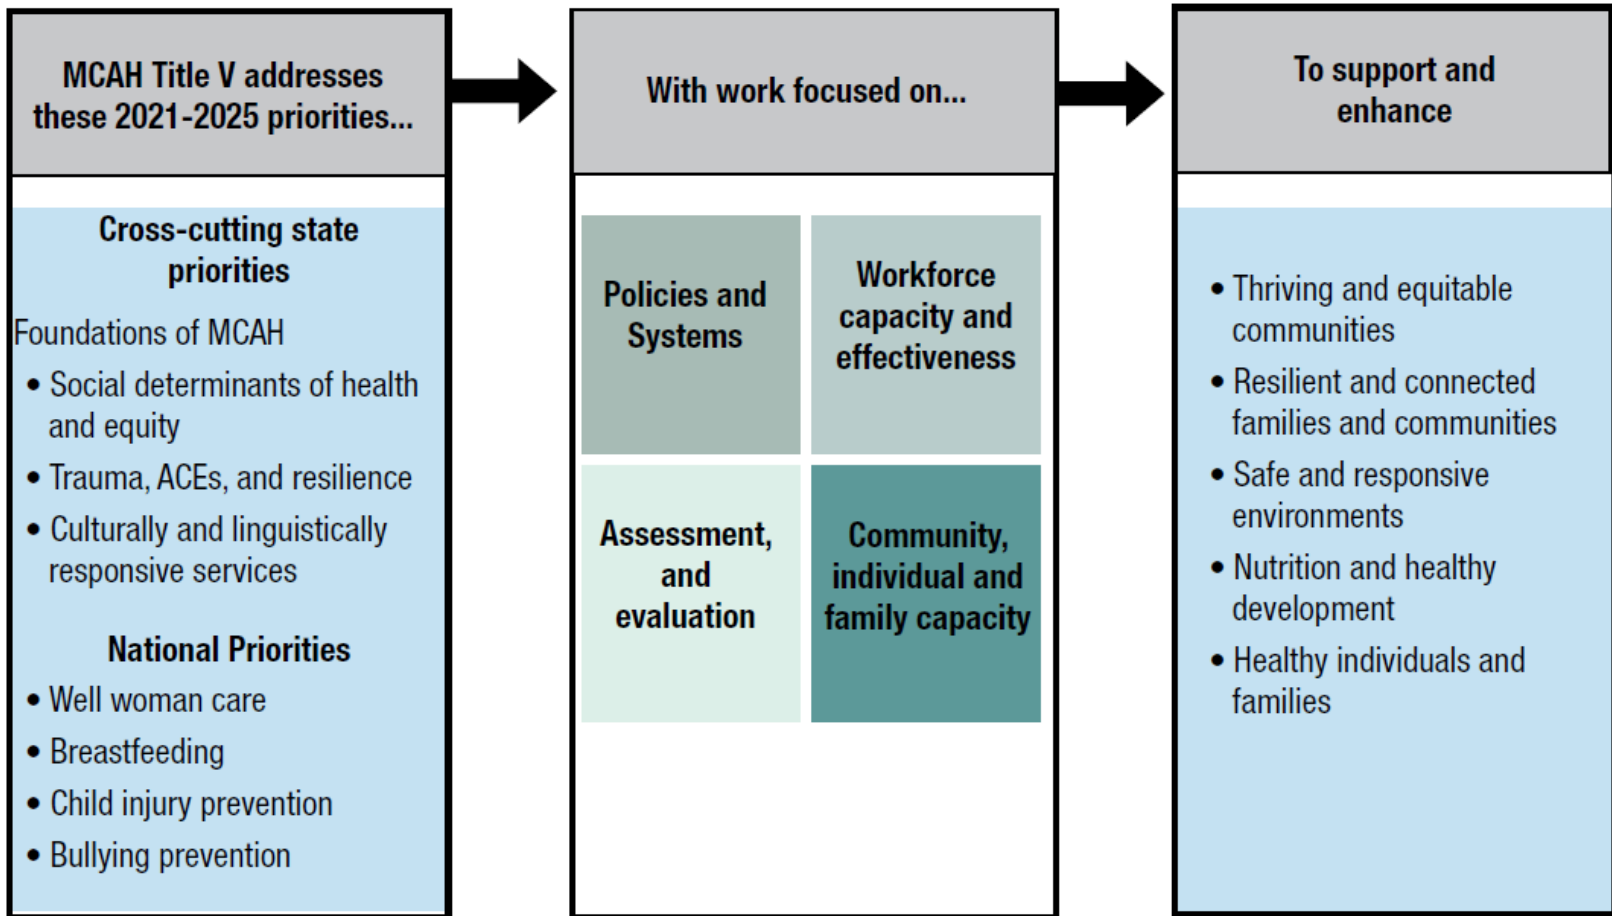 MCAH Title V addresses
these 2021-2025 priorities...
Cross-cutting state
priorities
Foundations of MCAH
• Social determinants of health
and equity
• Trauma, ACEs, and resilience
• Culturally and linguistically
responsive services
National Priorities
• Well woman care
• Breastfeeding
• Child injury prevention
• Bullying prevention
With work focused on...
Policies and
Systems
Workforce
capacity and
effectiveness
Assessment,
and
evaluation
Community,
individual and
family capacity
To support and
enhance
• Thriving and equitable
communities
• Resilient and connected
families and communities
• Safe and responsive
environments
• Nutrition and healthy
development
• Healthy individuals and
families